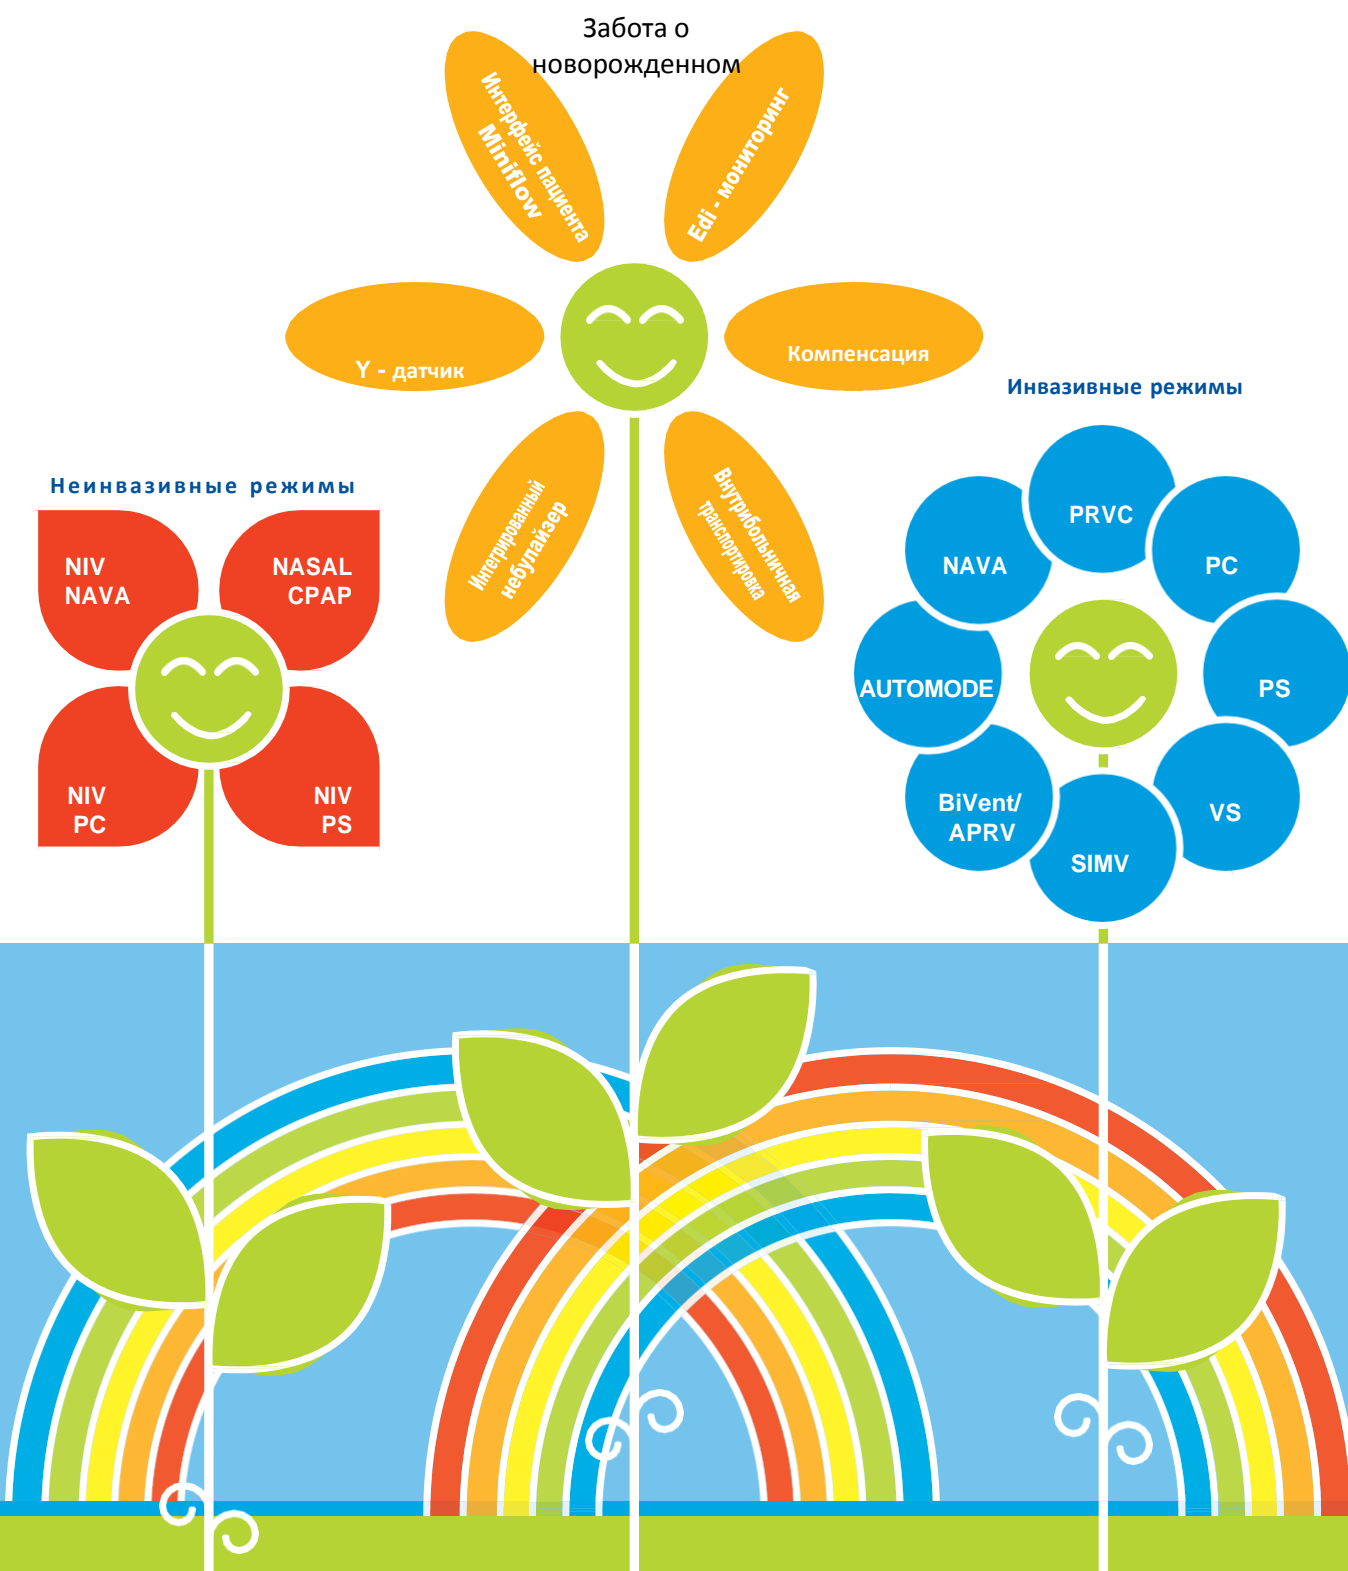 Забота о
новорожденном
Интерфейс пациента
Miniflow
Edi - мониторинг
Y - датчик
Компенсация
Интегрированный
небулайзер
Внутрибольничная
транспортировка
Неинвазивные режимы
NIV
NAVA
NASAL
CPAP
NIV
PC
NIV
PS
Инвазивные режимы
PRVC
NAVA
PC
AUTOMODE
PS
BiVent/
APRV
VS
SIMV